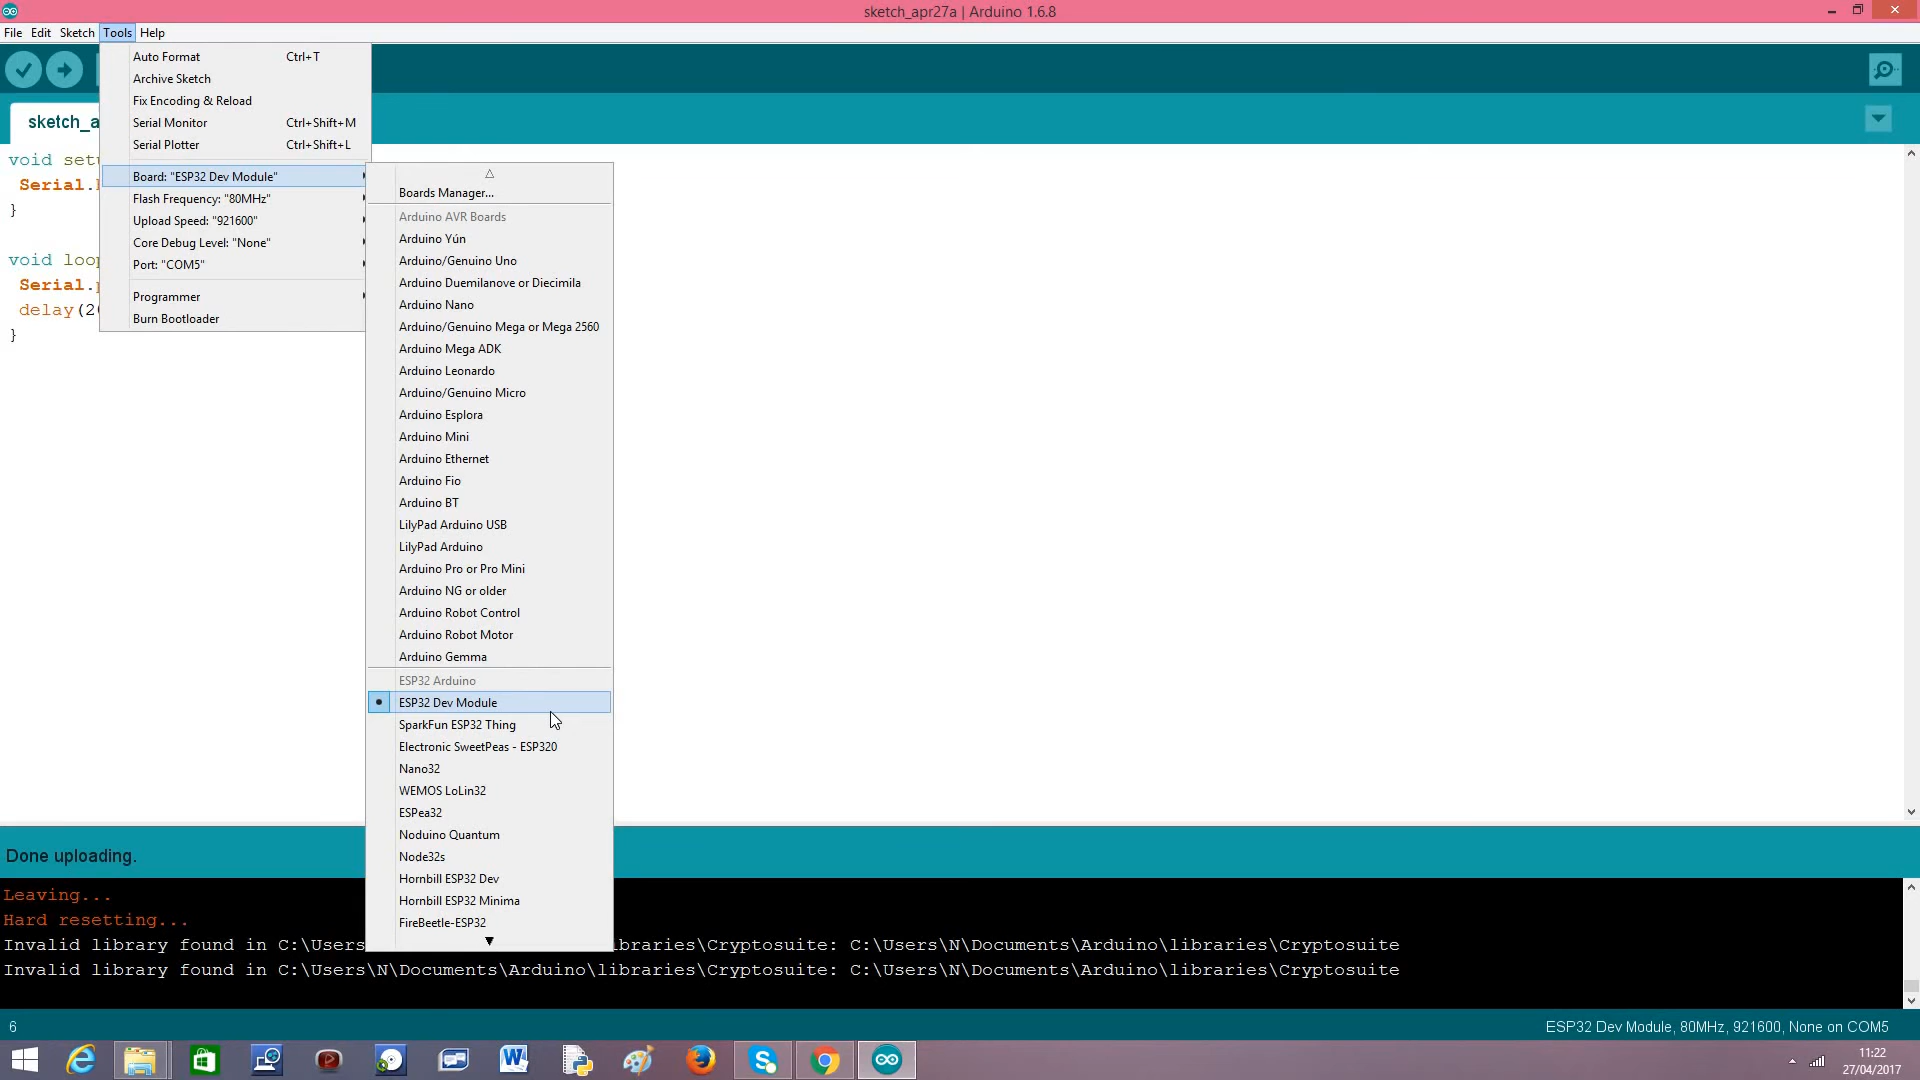 sketch_apr27a | Arduino 1.6.8
File Edit Sketch Tools Help
Auto Format Ctrl+T
Archive Sketch
Fix Encoding & Reload
Serial Monitor Ctrl+Shift+M
Serial Plotter Ctrl+Shift+L
Board: "ESP32 Dev Module"
Flash Frequency: "80MHz"
Upload Speed: "921600"
Core Debug Level: "None"
Port: "COM5"
Programmer
Burn Bootloader
sketch_a
void setu
Serial.
}
void loop
Serial.
delay(2
}
Boards Manager...
Arduino AVR Boards
Arduino Yún
Arduino/Genuino Uno
Arduino Duemilanove or Diecimila
Arduino Nano
Arduino/Genuino Mega or Mega 2560
Arduino Mega ADK
Arduino Leonardo
Arduino/Genuino Micro
Arduino Esplora
Arduino Mini
Arduino Ethernet
Arduino Fio
Arduino BT
LilyPad Arduino USB
LilyPad Arduino
Arduino Pro or Pro Mini
Arduino NG or older
Arduino Robot Control
Arduino Robot Motor
Arduino Gemma
ESP32 Arduino
ESP32 Dev Module
SparkFun ESP32 Thing
Electronic SweetPeas - ESP320
Nano32
WEMOS LoLin32
ESPea32
Noduino Quantum
Node32s
Hornbill ESP32 Dev
Hornbill ESP32 Minima
FireBeetle-ESP32
Done uploading.
Leaving...
Hard resetting...
Invalid library found in C:\Users braries\Cryptosuite: C:\Users\N\Documents\Arduino\libraries\Cryptosuite
Invalid library found in C:\Users\N\Documents\Arduino\libraries\Cryptosuite: C:\Users\N\Documents\Arduino\libraries\Cryptosuite
6
ESP32 Dev Module, 80MHz, 921600, None on COM5
11:22
27/04/2017